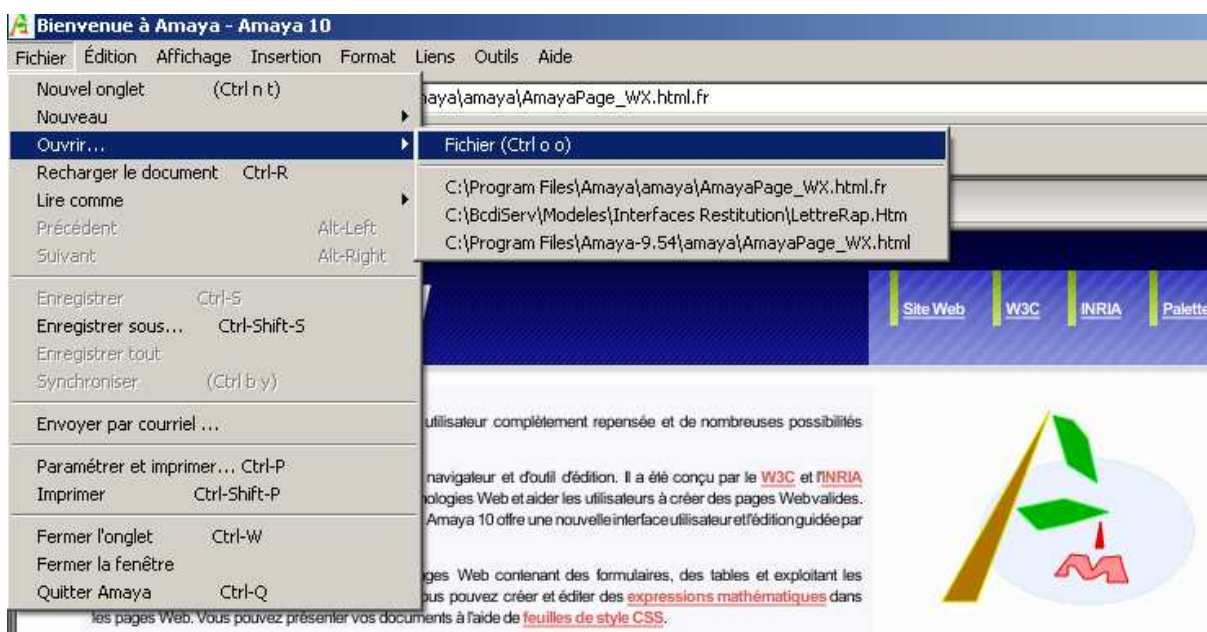 Bienvenue à Amaya - Amaya 10
Fichier Édition Affichage Insertion Format Liens Outils Aide
Nouvel onglet (Ctrl n t)
Nouveau
Ouvrir...
Recharger le document Ctrl-R
Lire comme
Précédent Alt-Left
Suivant Alt-Right
Enregistrer Ctrl-S
Enregistrer sous... Ctrl-Shift-S
Enregistrer tout
Synchroniser (Ctrl b y)
Envoyer par courriel ...
Paramétrer et imprimer... Ctrl-P
Imprimer Ctrl-Shift-P
Fermer l'onglet Ctrl-W
Fermer la fenêtre
Quitter Amaya Ctrl-Q
\amaya\AmayaPage_WX.html.fr
Fichier (Ctrl o o)
C:\Program Files\Amaya\amaya\AmayaPage_WX.html.fr
C:\BcdiServ\Modeles\Interfaces Restitution\LettreRap.Htm
C:\Program Files\Amaya-9.54\amaya\AmayaPage_WX.html
Site Web W3C INRIA Palette
utilisateur complètement repensée et de nombreuses possibilités
navigateur et d'outil d'édition. Il a été conçu par le W3C et l'INRIA
nologies Web et aider les utilisateurs à créer des pages Web valides.
Amaya 10 offre une nouvelle interface utilisateur et l'édition guidée par
ges Web contenant des formulaires, des tables et exploitant les
ous pouvez créer et éditer des expressions mathématiques dans
les pages Web. Vous pouvez présenter vos documents à l'aide de feuilles de style CSS.